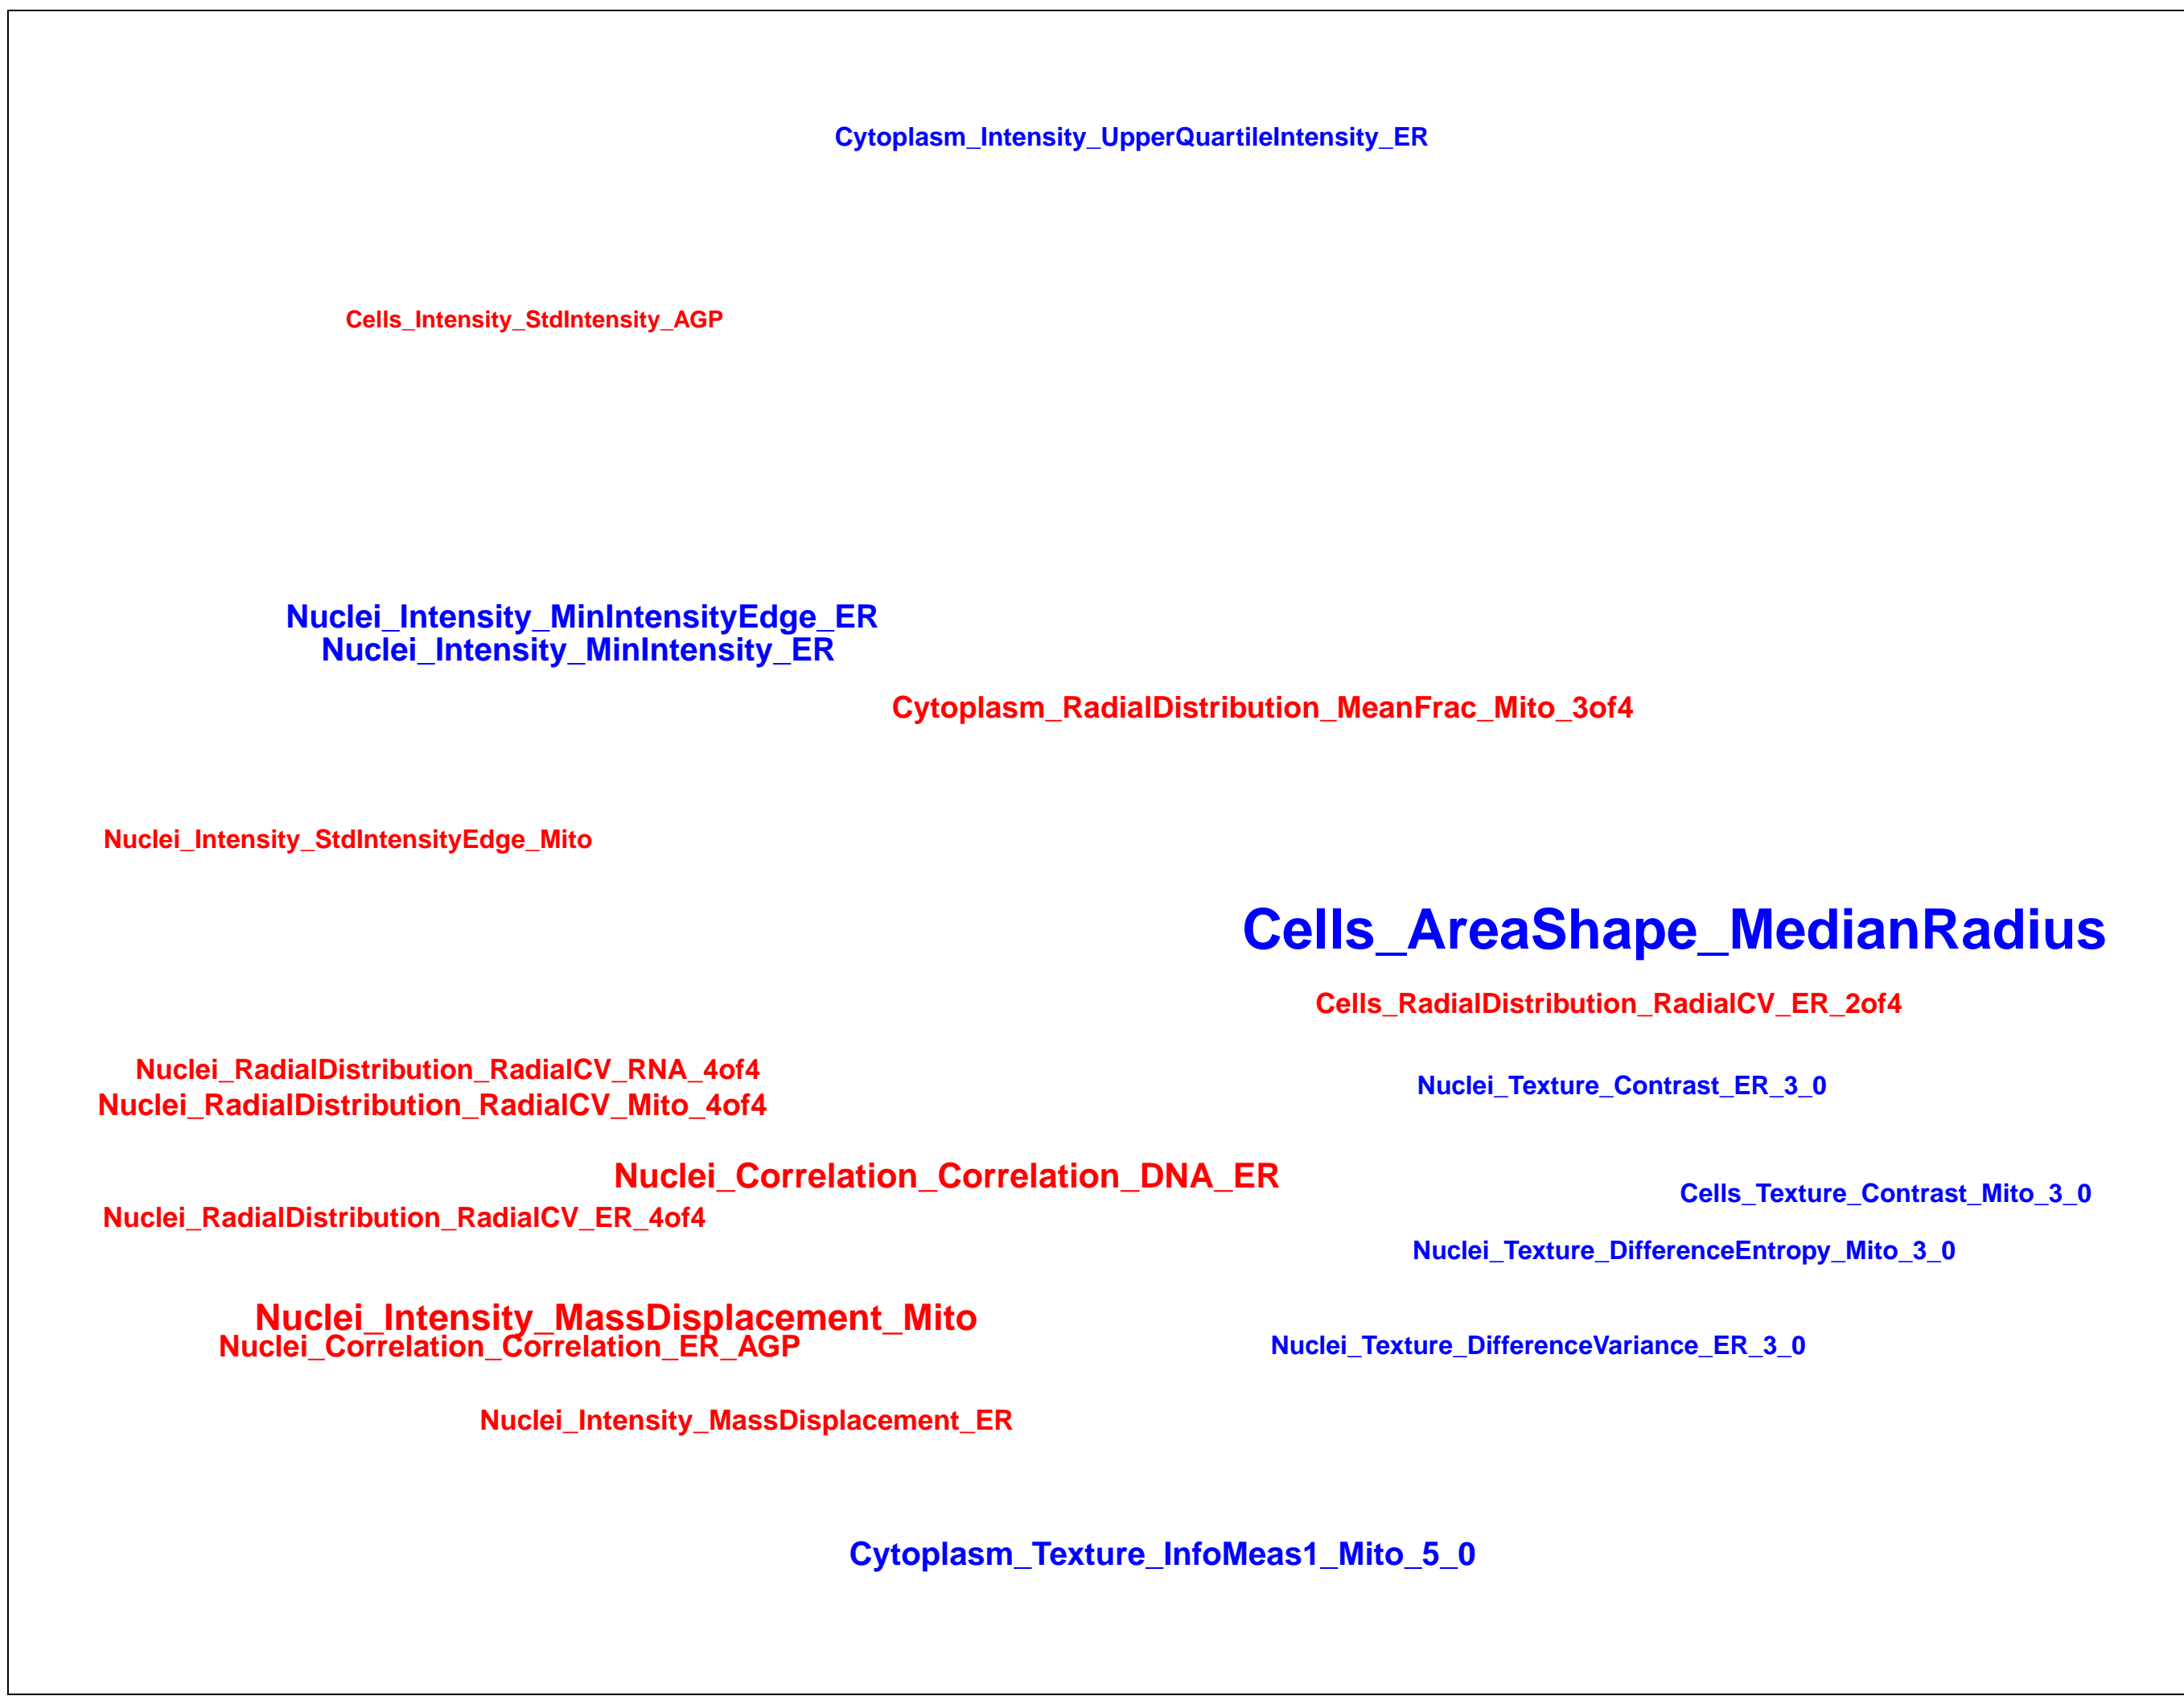 Cytoplasm_Intensity_UpperQuartileIntensity_ER
Cells_Intensity_StdIntensity_AGP
Nuclei_Intensity_MinIntensityEdge_ER
Nuclei_Intensity_MinIntensity_ER
Cytoplasm_RadialDistribution_MeanFrac_Mito_3of4
Nuclei_Intensity_StdIntensityEdge_Mito
Cells_AreaShape_MedianRadius
Cells_RadialDistribution_RadialCV_ER_2of4
Nuclei_RadialDistribution_RadialCV_RNA_4of4
Nuclei_Texture_Contrast_ER_3_0
Nuclei_RadialDistribution_RadialCV_Mito_4of4
Nuclei_Correlation_Correlation_DNA_ER
Cells_Texture_Contrast_Mito_3_0
Nuclei_RadialDistribution_RadialCV_ER_4of4
Nuclei_Texture_DifferenceEntropy_Mito_3_0
Nuclei_Intensity_MassDisplacement_Mito
Nuclei_Correlation_Correlation_ER_AGP
Nuclei_Texture_DifferenceVariance_ER_3_0
Nuclei_Intensity_MassDisplacement_ER
Cytoplasm_Texture_InfoMeas1_Mito_5_0